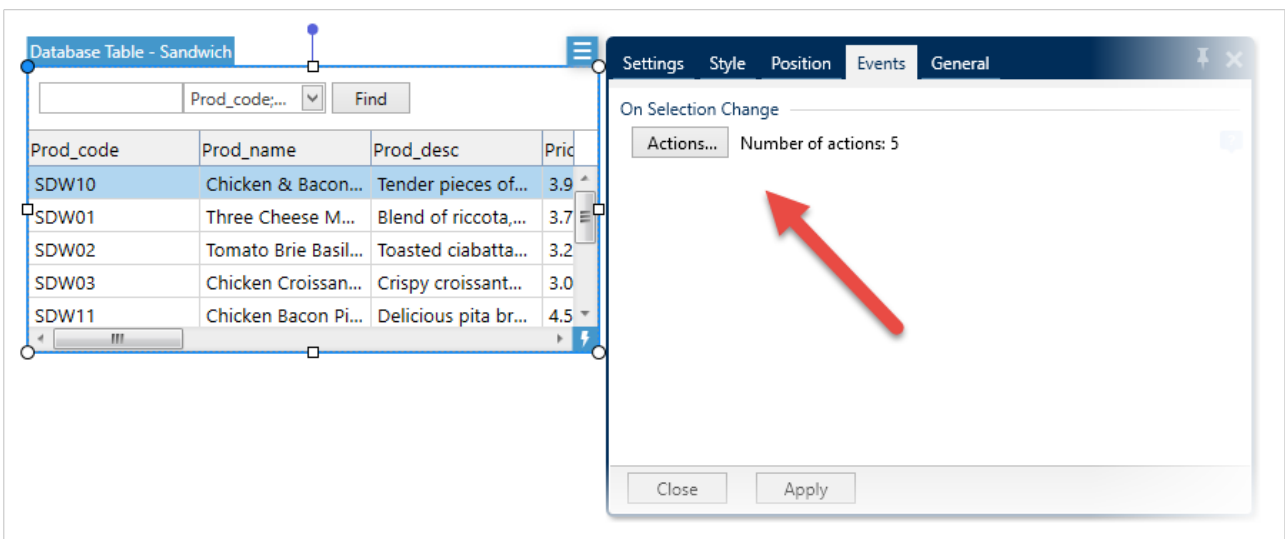 Database Table - Sandwich
Prod_code;... Find
Prod_code Prod_name Prod_desc Pric
SDW10 Chicken & Bacon... Tender pieces of... 3.9
SDW01 Three Cheese M... Blend of riccota,... 3.7
SDW02 Tomato Brie Basil... Toasted ciabatta... 3.2
SDW03 Chicken Croissan... Crispy croissant... 3.0
SDW11 Chicken Bacon Pi... Delicious pita br... 4.5
Settings Style Position Events General
On Selection Change
Actions... Number of actions: 5
Close Apply